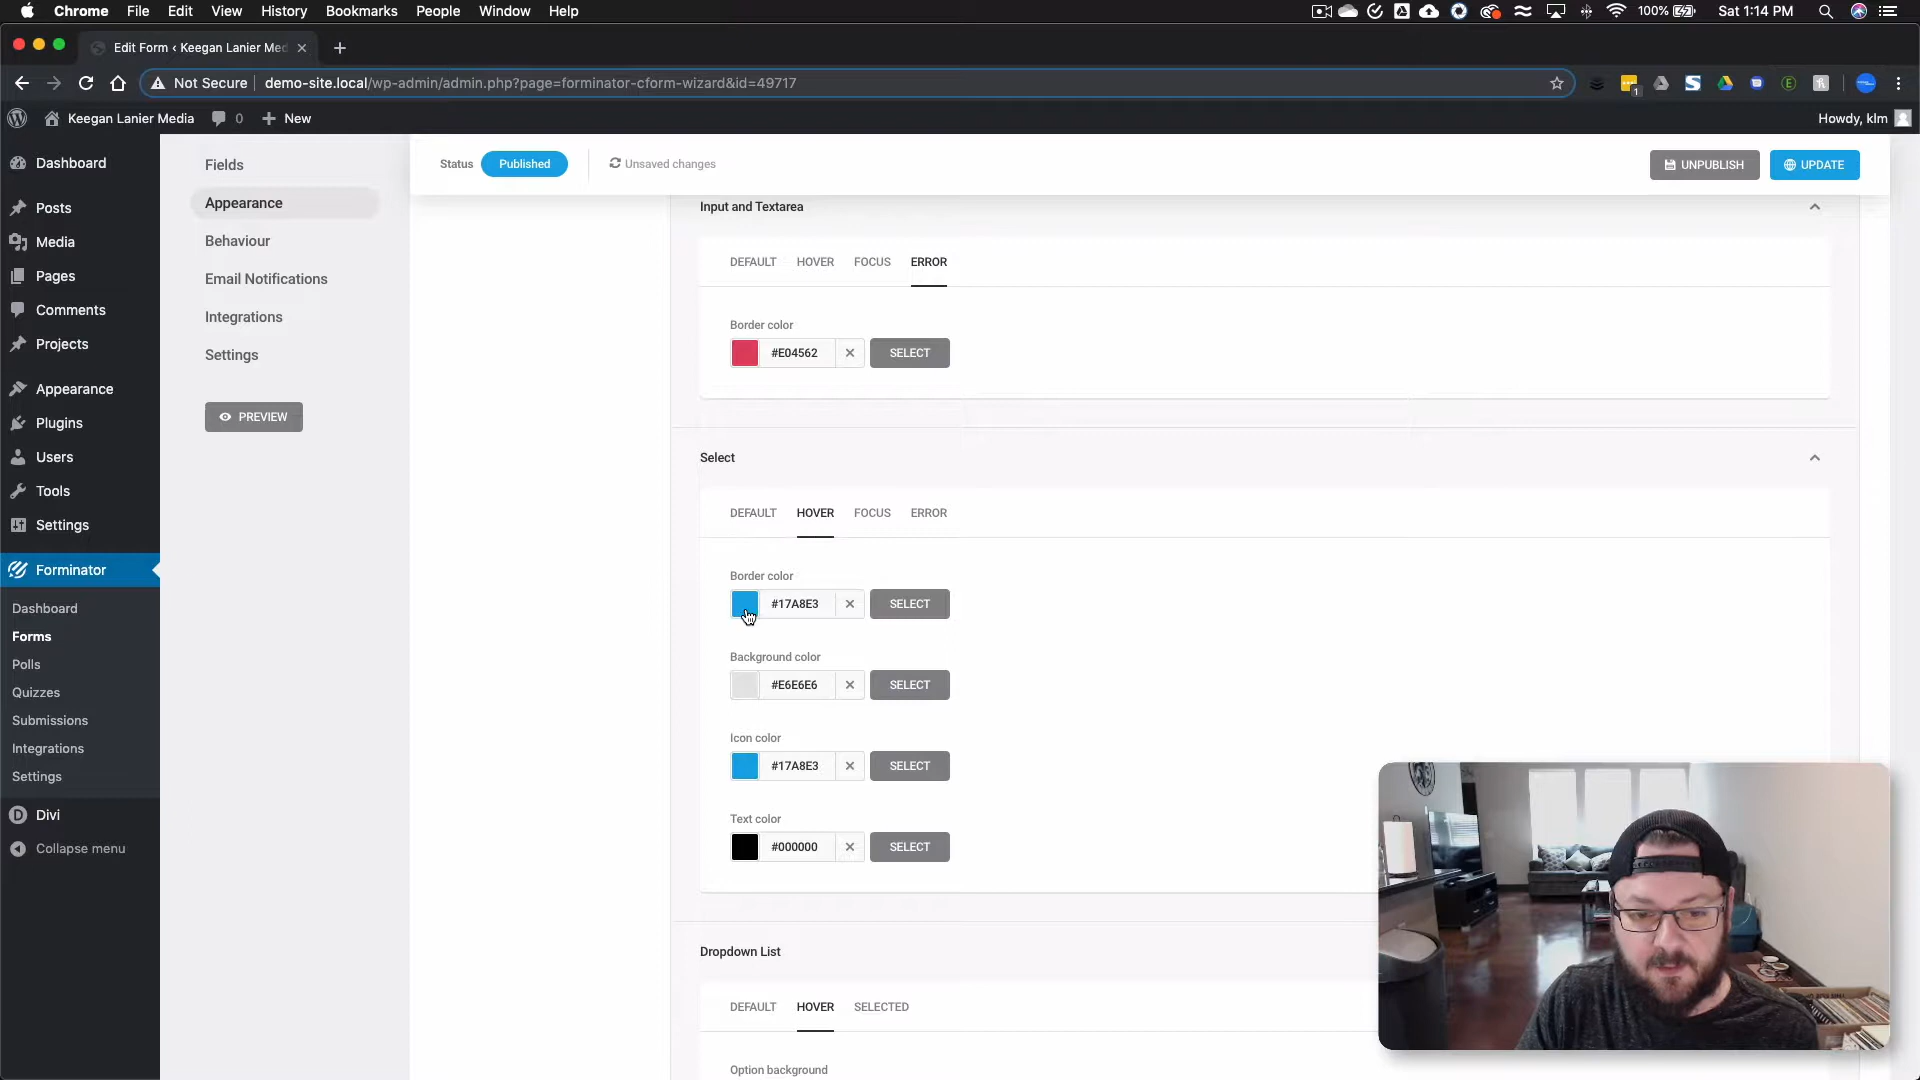 Chrome File Edit View History Bookmarks People Window Help 100% Sat 1:14 PM
Edit Form ‹ Keegan Lanier Med
Not Secure demo-site.local/wp-admin/admin.php?page=forminator-cform-wizard&id=49717
Keegan Lanier Media 0 New Howdy, klm
Dashboard
Posts
Media
Pages
Comments
Projects
Appearance
Plugins
Users
Tools
Settings
Forminator
Dashboard
Forms
Polls
Quizzes
Submissions
Integrations
Settings
Divi
Collapse menu
Fields
Appearance
Behaviour
Email Notifications
Integrations
Settings
PREVIEW
Status Published Unsaved changes UNPUBLISH UPDATE
Input and Textarea
DEFAULT HOVER FOCUS ERROR
Border color
#E04562 SELECT
Select
DEFAULT HOVER FOCUS ERROR
Border color
#17A8E3 SELECT
Background color
#E6E6E6 SELECT
Icon color
#17A8E3 SELECT
Text color
#000000 SELECT
Dropdown List
DEFAULT HOVER SELECTED
Option background